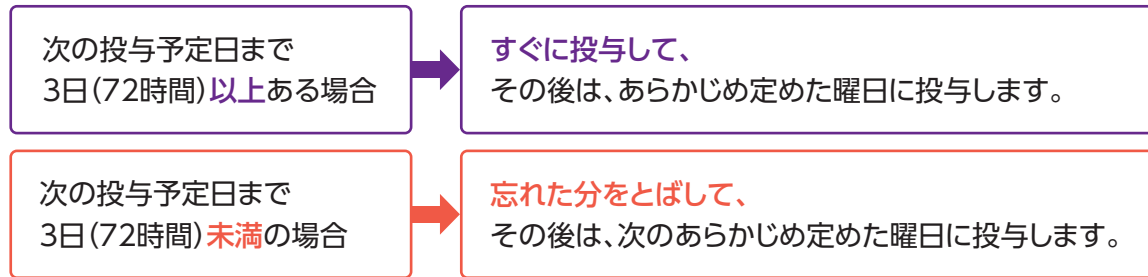 次の投与予定日まで
3日(72時間)以上ある場合
すぐに投与して、
その後は、あらかじめ定めた曜日に投与します。
次の投与予定日まで
3日(72時間)未満の場合
忘れた分をとばして、
その後は、次のあらかじめ定めた曜日に投与します。